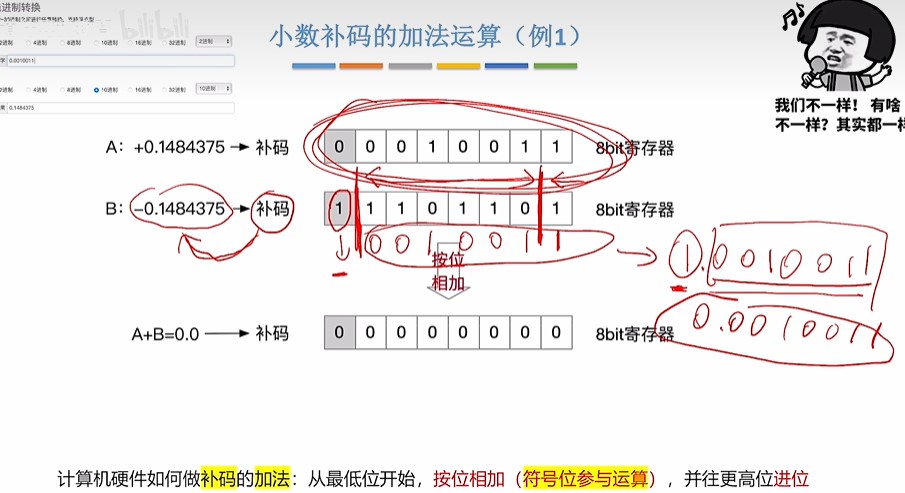 进制转换
2进制 4进制 8进制 10进制 16进制 32进制 2进制
0.0010011
2进制 4进制 8进制 10进制 16进制 32进制 10进制
0.1484375
bilibili
小数补码的加法运算（例1）
我们不一样！ 有啥
不一样？其实都一样
A：+0.1484375 补码 0 0 0 1 0 0 1 1 8bit寄存器
B：-0.1484375 补码 1 1 1 0 1 1 0 1 8bit寄存器
0 0 1 0 0 1 1
1.0010011
按位
相加
0.0010011
A+B=0.0 补码 0 0 0 0 0 0 0 0 8bit寄存器
计算机硬件如何做补码的加法：从最低位开始，按位相加（符号位参与运算），并往更高位进位